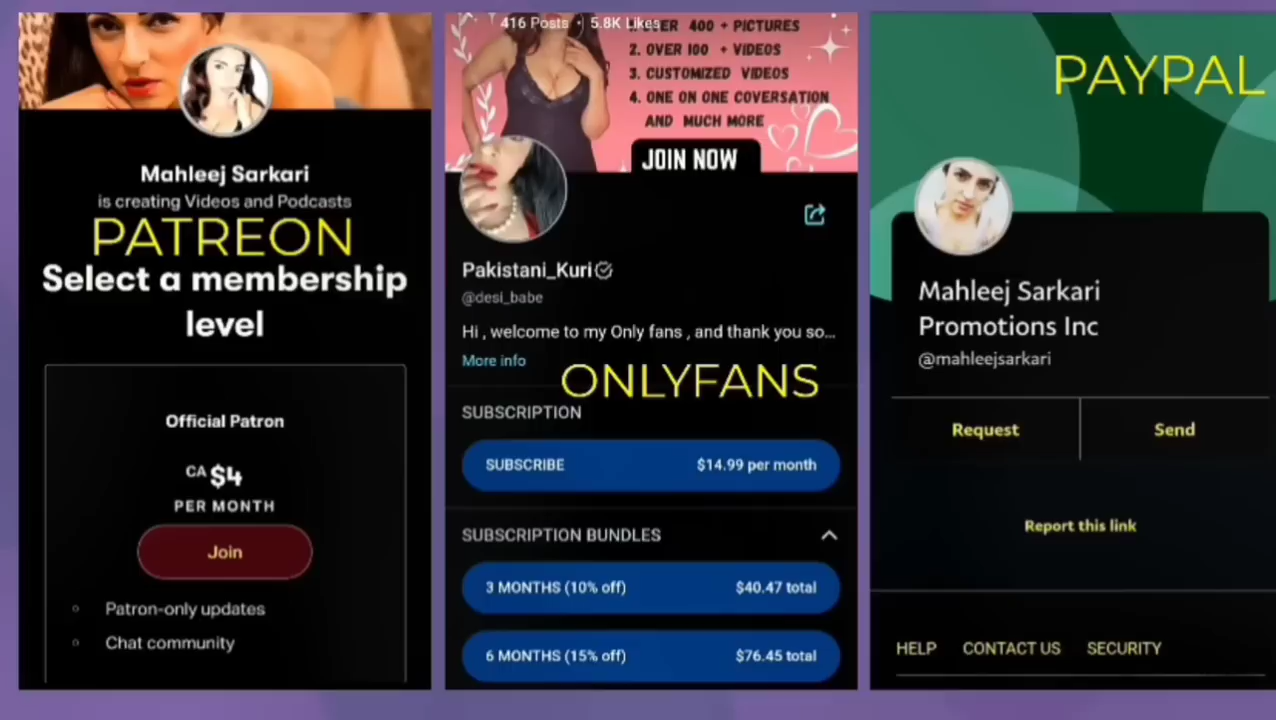 Mahleej Sarkari
is creating Videos and Podcasts
PATREON
Select a membership
level
Official Patron
CA $4
PER MONTH
Join
Patron-only updates
Chat community
416 Posts · 5.8K Likes
OVER 400 + PICTURES
2. OVER 100 + VIDEOS
3. CUSTOMIZED VIDEOS
4. ONE ON ONE COVERSATION
AND MUCH MORE
JOIN NOW
Pakistani_Kuri
@desi_babe
Hi , welcome to my Only fans , and thank you so...
More info
ONLYFANS
SUBSCRIPTION
SUBSCRIBE $14.99 per month
SUBSCRIPTION BUNDLES
3 MONTHS (10% off) $40.47 total
6 MONTHS (15% off) $76.45 total
PAYPAL
Mahleej Sarkari
Promotions Inc
@mahleejsarkari
Request Send
Report this link
HELP CONTACT US SECURITY